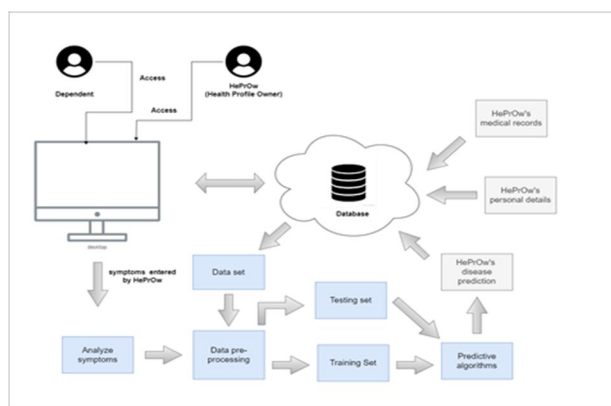 Dependent
Access
HePrOw
(Health Profile Owner)
Access
HePrOw's
medical records
HePrOw's
personal details
Database
desktop
symptoms entered
by HePrOw
Data set
HePrOw's
disease
prediction
Testing set
Analyze
symptoms
Data pre-
processing
Training Set
Predictive
algorithms